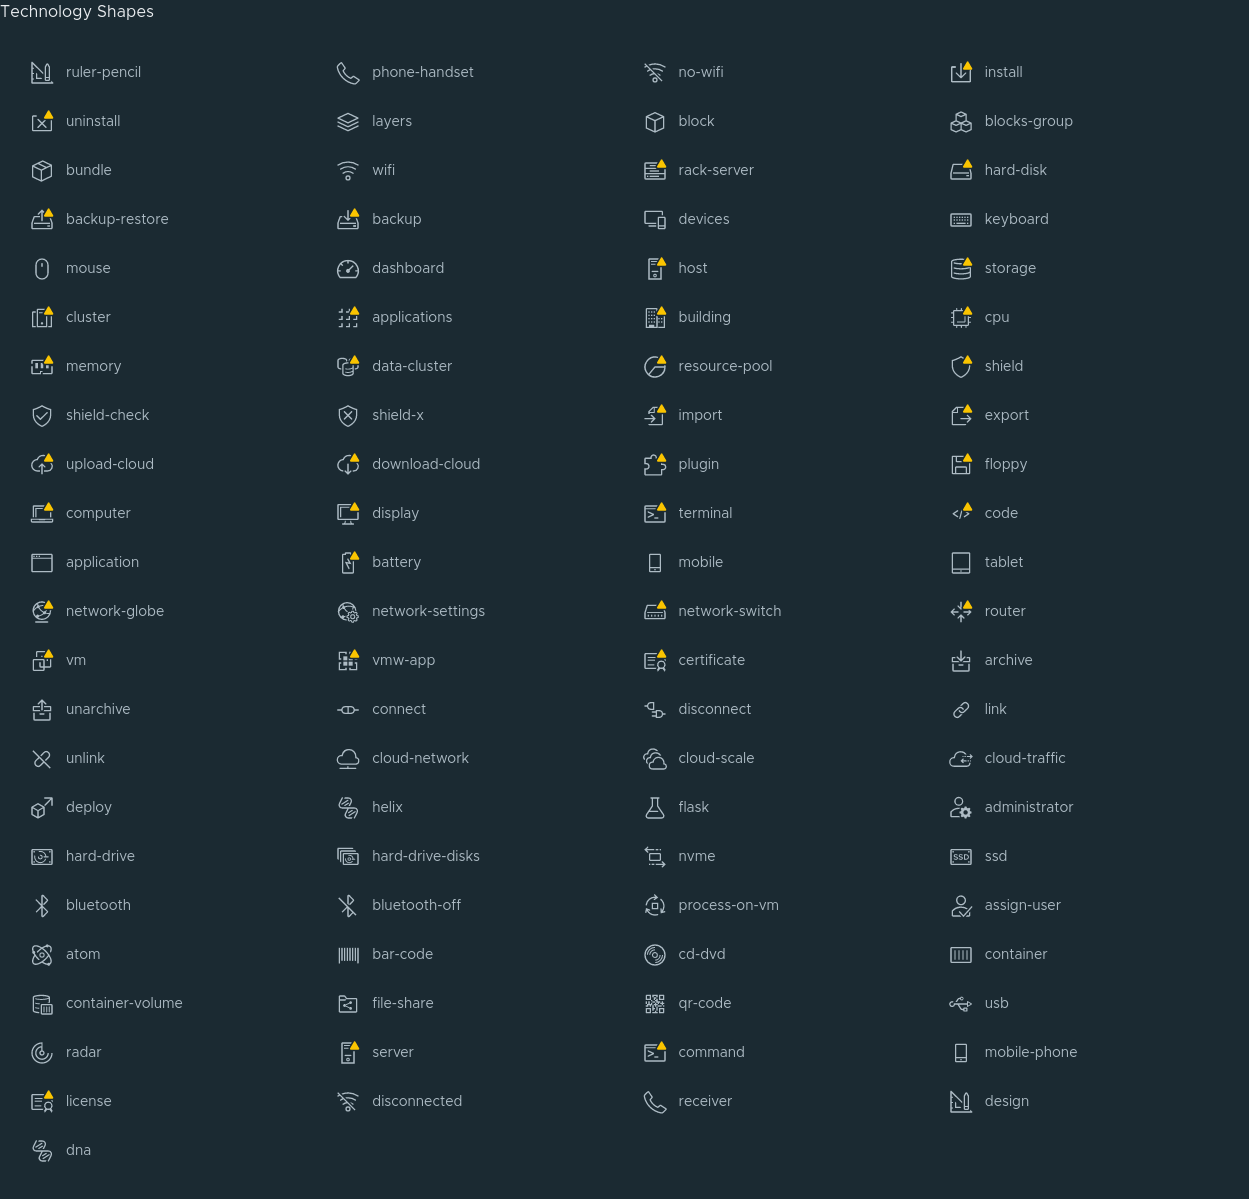 Technology Shapes
ruler-pencil phone-handset no-wifi install
uninstall layers block blocks-group
bundle wifi rack-server hard-disk
backup-restore backup devices keyboard
mouse dashboard host storage
cluster applications building cpu
memory data-cluster resource-pool shield
shield-check shield-x import export
upload-cloud download-cloud plugin floppy
computer display terminal code
application battery mobile tablet
network-globe network-settings network-switch router
vm vmw-app certificate archive
unarchive connect disconnect link
unlink cloud-network cloud-scale cloud-traffic
deploy helix flask administrator
hard-drive hard-drive-disks nvme SSD ssd
bluetooth bluetooth-off process-on-vm assign-user
atom bar-code cd-dvd container
container-volume file-share qr-code usb
radar server command mobile-phone
license disconnected receiver design
dna